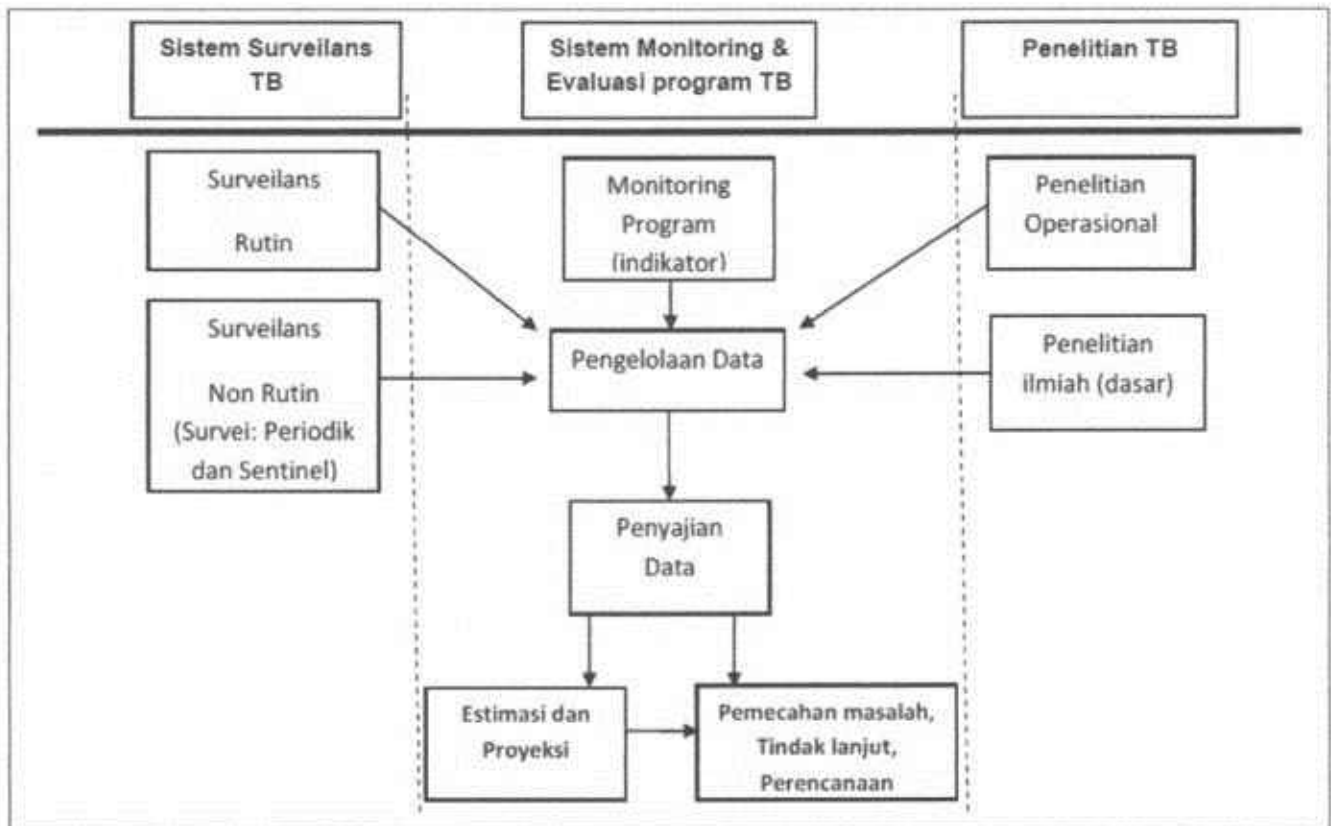 Sistem Surveilans
TB
Sistem Monitoring &
Evaluasi program TB
Penelitian TB
Surveilans
Rutin
Monitoring
Program
(indikator)
Penelitian
Operasional
Surveilans
Non Rutin
(Survei: Periodik
dan Sentinel)
Pengelolaan Data
Penelitian
ilmiah (dasar)
Penyajian
Data
Estimasi dan
Proyeksi
Pemecahan masalah,
Tindak lanjut,
Perencanaan